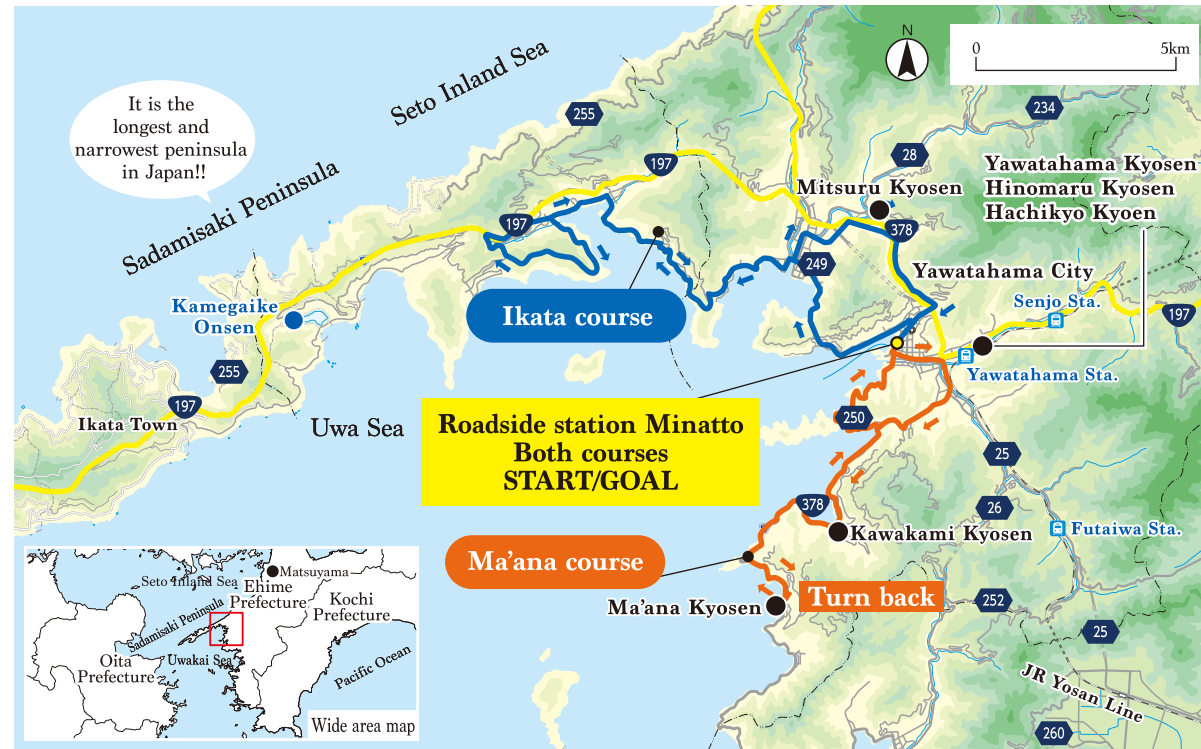 It is the
longest and
narrowest peninsula
in Japan!!
Seto Inland Sea
Sadamisaki Peninsula
N
0
5km
255
234
28
197
Yawatahama Kyosen
Hinomaru Kyosen
Hachikyo Kyoen
Mitsuru Kyosen
378
197
249
Yawatahama City
Kamegaike
Onsen
Ikata course
Senjo Sta.
197
255
Yawatahama Sta.
197
Ikata Town
Uwa Sea
Roadside station Minatto
Both courses
START/GOAL
250
25
26
378
Kawakami Kyosen
Futaiwa Sta.
Ma'ana course
Turn back
Ma'ana Kyosen
252
25
JR Yosan Line
260
Seto Inland Sea
Matsuyama
Ehime
Prefecture
Kochi
Prefecture
Sadamisaki Peninsula
Uwakai Sea
Oita
Prefecture
Pacific Ocean
Wide area map